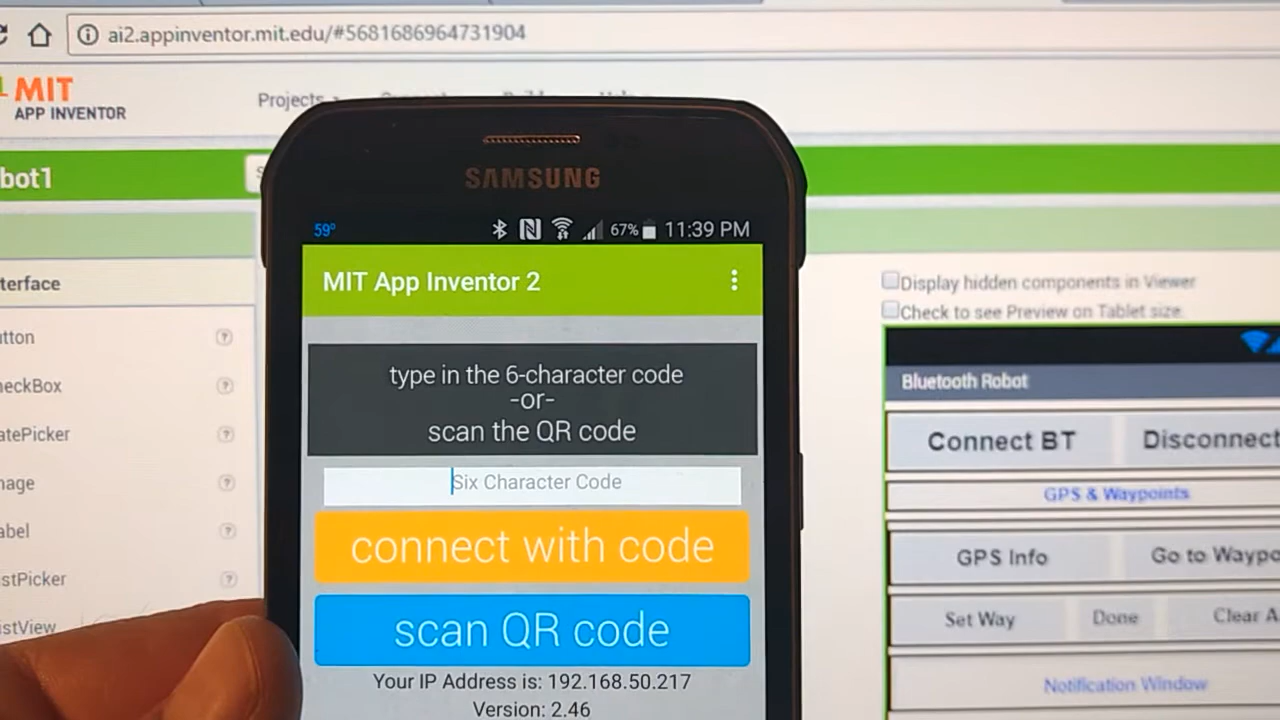 ai2.appinventor.mit.edu/#5681686964731904
MIT
APP INVENTOR
Projects
bot1
SAMSUNG
59°
67%
11:39 PM
MIT App Inventor 2
type in the 6-character code
-or-
scan the QR code
Six Character Code
connect with code
scan QR code
Your IP Address is: 192.168.50.217
Version: 2.46
terface
tton
eckBox
atePicker
nage
abel
stPicker
stView
Display hidden components in Viewer
Check to see Preview on Tablet size.
Bluetooth Robot
Connect BT
Disconnect
GPS & Waypoints
GPS Info
Go to Waypo
Set Way
Done
Clear A
Notification Window